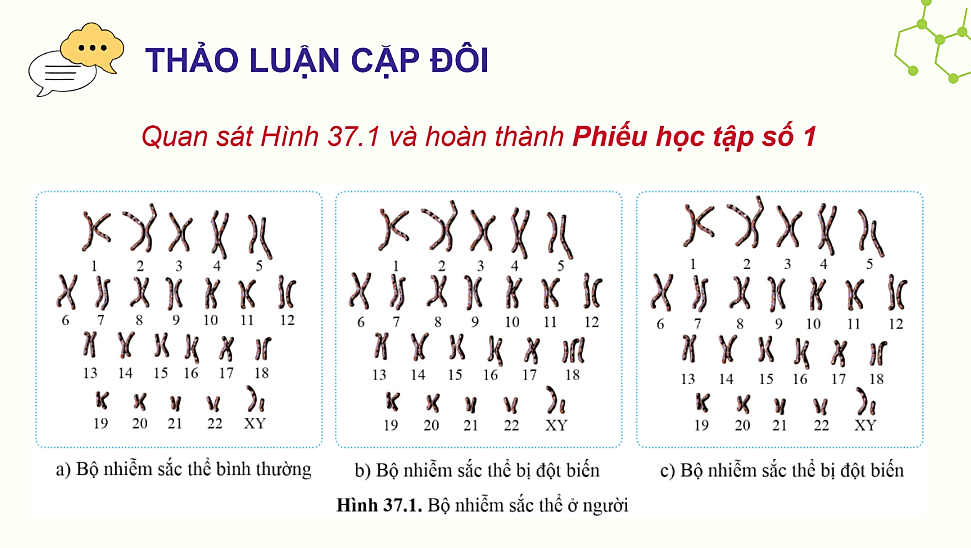 THẢO LUẬN CẶP ĐÔI
Quan sát Hình 37.1 và hoàn thành Phiếu học tập số 1
1 2 3 4 5
6 7 8 9 10 11 12
13 14 15 16 17 18
19 20 21 22 XY
a) Bộ nhiễm sắc thể bình thường
1 2 3 4 5
6 7 8 9 10 11 12
13 14 15 16 17 18
19 20 21 22 XY
b) Bộ nhiễm sắc thể bị đột biến
1 2 3 4 5
6 7 8 9 10 11 12
13 14 15 16 17 18
19 20 21 22 XY
c) Bộ nhiễm sắc thể bị đột biến
Hình 37.1. Bộ nhiễm sắc thể ở người